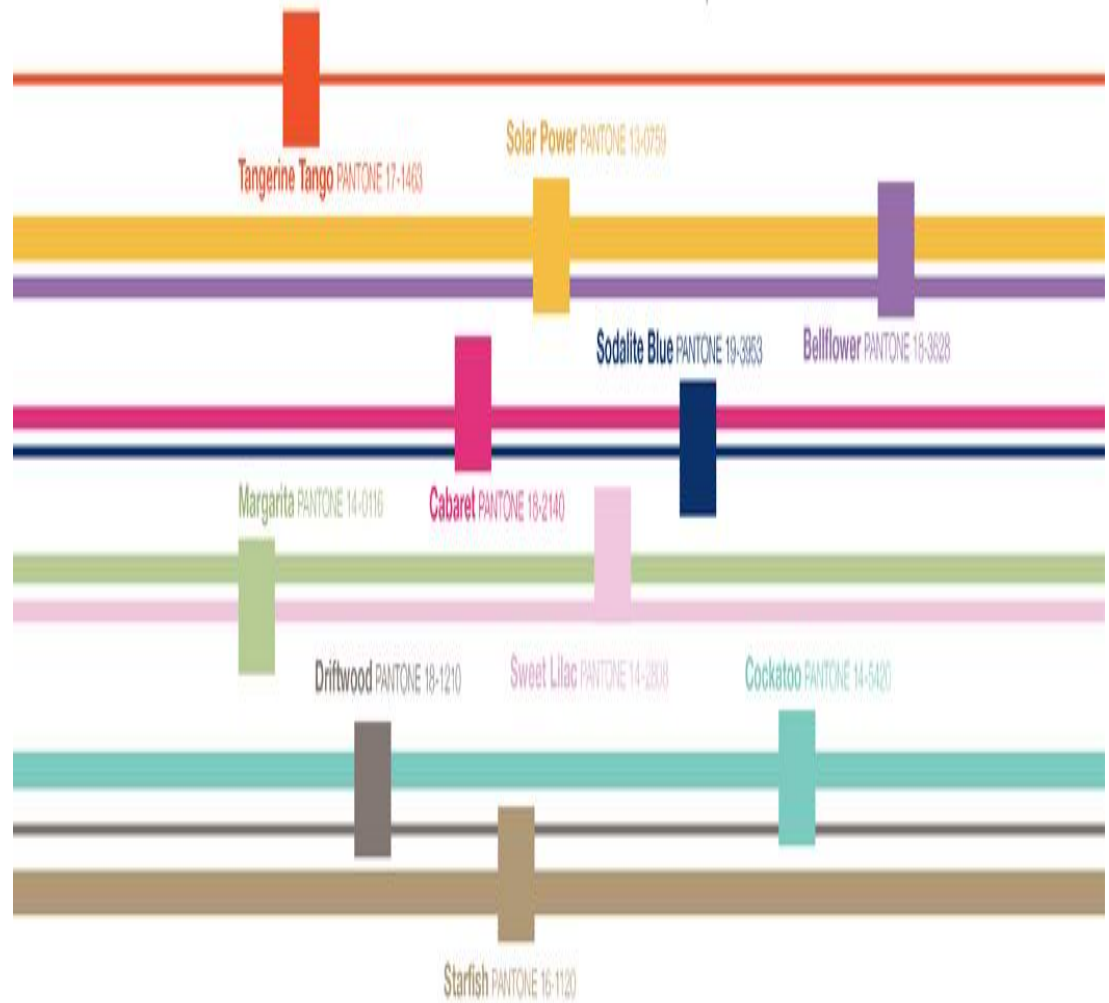 Solar Power PANTONE 13-0759
Tangerine Tango PANTONE 17-1463
Sodalite Blue PANTONE 19-3953
Bellflower PANTONE 18-3628
Margarita PANTONE 14-0116
Cabaret PANTONE 18-2140
Driftwood PANTONE 18-1210
Sweet Lilac PANTONE 14-2808
Cockatoo PANTONE 14-5420
Starfish PANTONE 16-1120